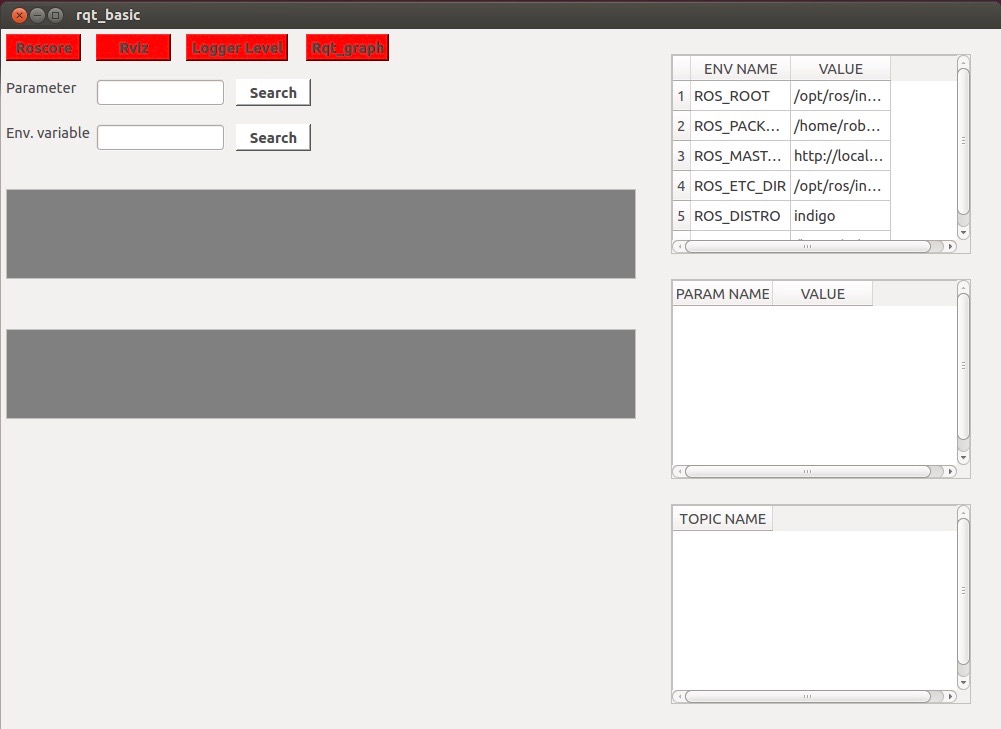 rqt_basic
Roscore Rviz Logger Level Rqt_graph
Parameter Search
Env. variable Search
ENV NAME VALUE
1 ROS_ROOT /opt/ros/in...
2 ROS_PACK... /home/rob...
3 ROS_MAST... http://local...
4 ROS_ETC_DIR /opt/ros/in...
5 ROS_DISTRO indigo
PARAM NAME VALUE
TOPIC NAME